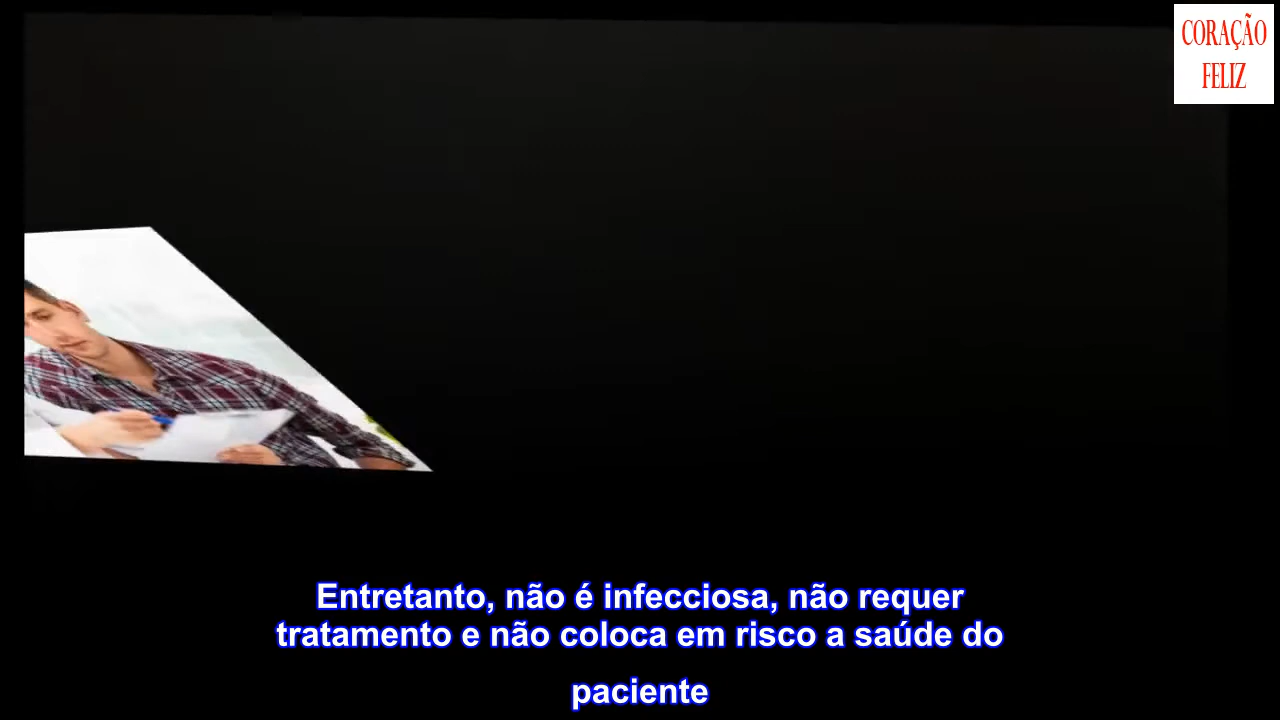 CORAÇÃO
FELIZ
Entretanto, não é infecciosa, não requer
tratamento e não coloca em risco a saúde do
paciente